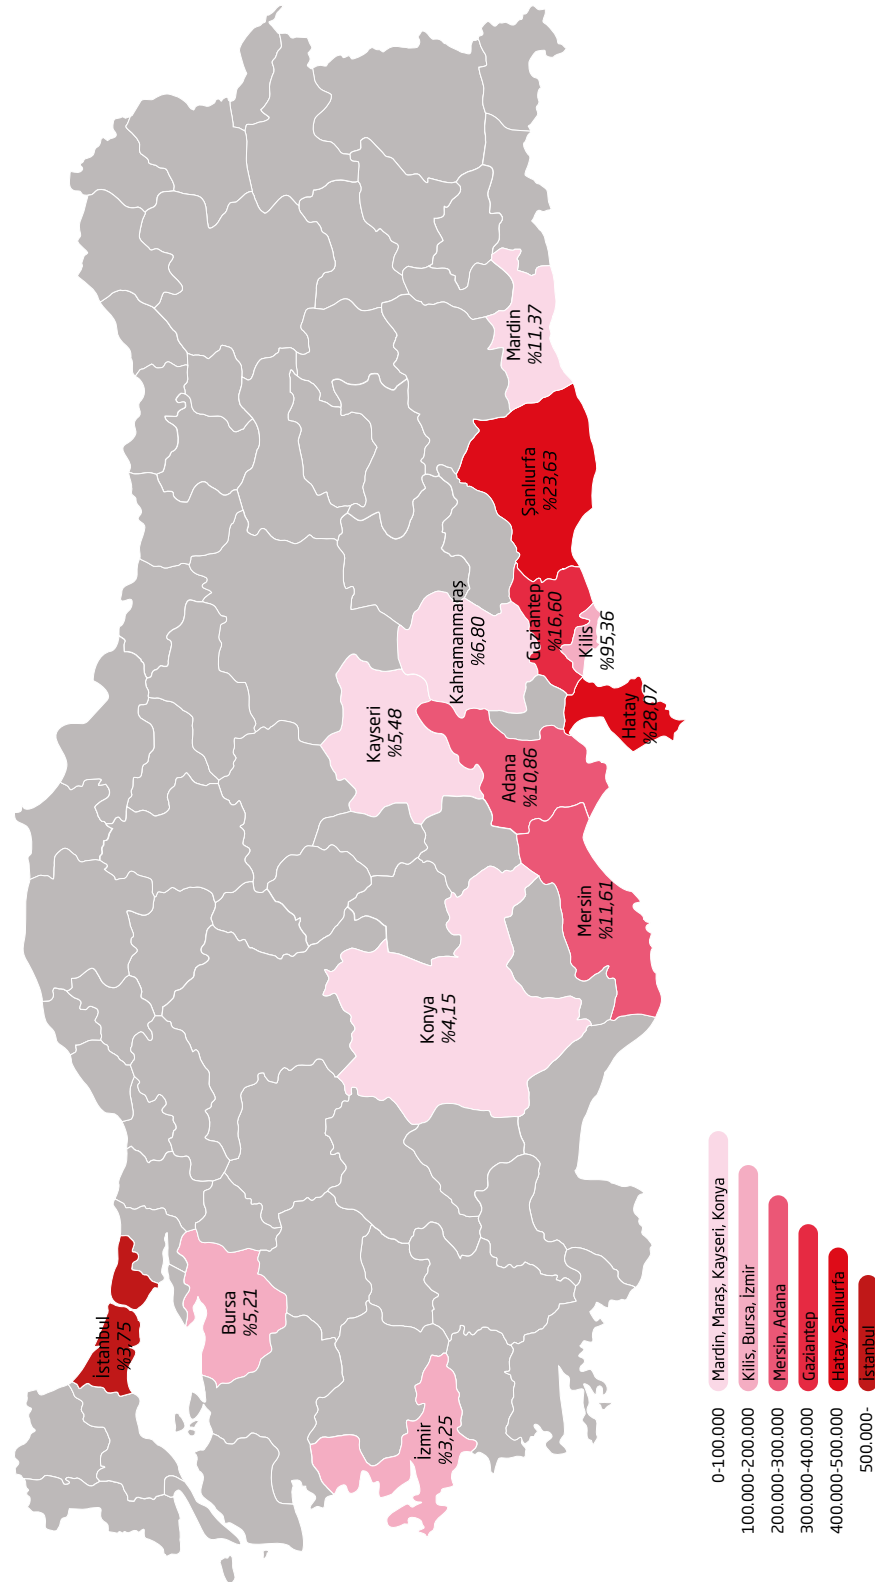 İstanbul
%3,75
Bursa
%5,21
İzmir
%3,25
Konya
%4,15
Kayseri
%5,48
Kahramanmaraş
%6,80
Mersin
%11,61
Adana
%10,86
Hatay
%28,07
Gaziantep
%16,60
Kilis
%95,36
Şanlıurfa
%23,63
Mardin
%11,37
0-100.000 Mardin, Maraş, Kayseri, Konya
100.000-200.000 Kilis, Bursa, İzmir
200.000-300.000 Mersin, Adana
300.000-400.000 Gaziantep
400.000-500.000 Hatay, Şanlıurfa
500.000- İstanbul